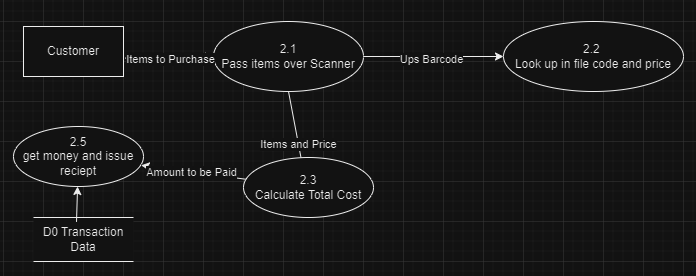 Customer
Items to Purchase
2.1
Pass items over Scanner
Ups Barcode
2.2
Look up in file code and price
Items and Price
2.3
Calculate Total Cost
Amount to be Paid
2.5
get money and issue
reciept
D0 Transaction
Data